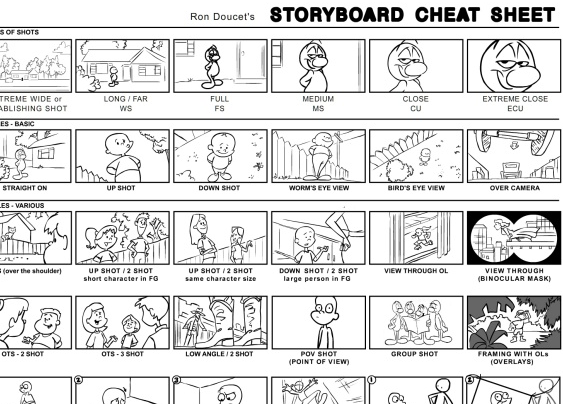 Ron Doucet's STORYBOARD CHEAT SHEET
S OF SHOTS
TREME WIDE or
ABLISHING SHOT
LONG / FAR
WS
FULL
FS
MEDIUM
MS
CLOSE
CU
EXTREME CLOSE
ECU
ES - BASIC
STRAIGHT ON
UP SHOT
DOWN SHOT
WORM'S EYE VIEW
BIRD'S EYE VIEW
OVER CAMERA
LES - VARIOUS
(over the shoulder)
UP SHOT / 2 SHOT
short character in FG
UP SHOT / 2 SHOT
same character size
DOWN SHOT / 2 SHOT
large person in FG
VIEW THROUGH OL
VIEW THROUGH
(BINOCULAR MASK)
OTS - 2 SHOT
OTS - 3 SHOT
LOW ANGLE / 2 SHOT
POV SHOT
(POINT OF VIEW)
GROUP SHOT
FRAMING WITH OLs
(OVERLAYS)
2
3
1